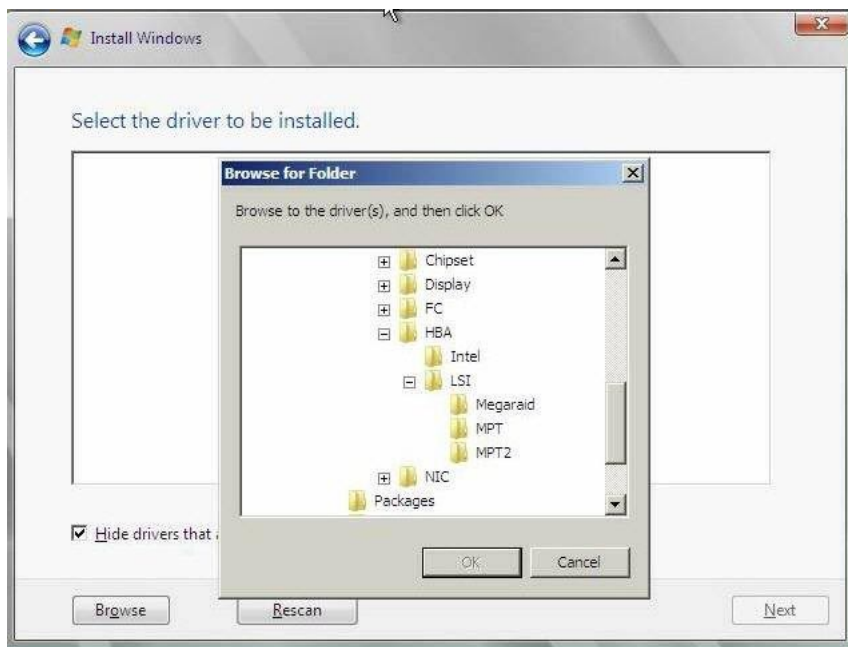 Install Windows
Select the driver to be installed.
Browse for Folder
Browse to the driver(s), and then click OK
Chipset
Display
FC
HBA
Intel
LSI
Megaraid
MPT
MPT2
NIC
Packages
Hide drivers that
OK
Cancel
Browse
Rescan
Next